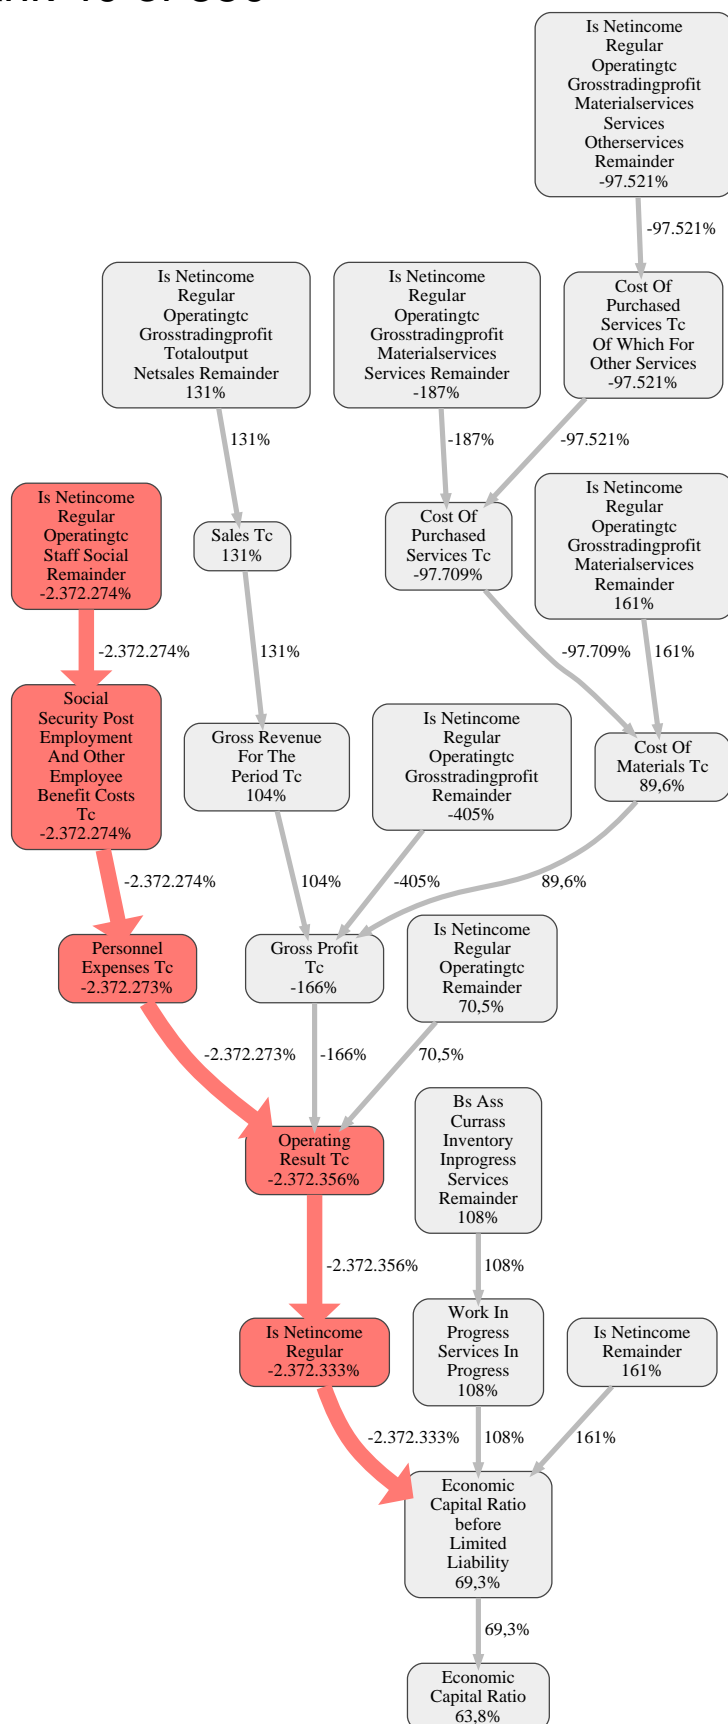 Is Netincome
Regular
Operatingtc
Grosstradingprofit
Materialservices
Services
Otherservices
Remainder
-97.521%
-97.521%
Is Netincome
Regular
Operatingtc
Grosstradingprofit
Totaloutput
Netsales Remainder
131%
Is Netincome
Regular
Operatingtc
Grosstradingprofit
Materialservices
Services Remainder
-187%
Cost Of
Purchased
Services Tc
Of Which For
Other Services
-97.521%
131%
-187%
-97.521%
Is Netincome
Regular
Operatingtc
Staff Social
Remainder
-2.372.274%
Sales Tc
131%
Cost Of
Purchased
Services Tc
-97.709%
Is Netincome
Regular
Operatingtc
Grosstradingprofit
Materialservices
Remainder
161%
-2.372.274%
131%
-97.709%
161%
Social
Security Post
Employment
And Other
Employee
Benefit Costs
Tc
-2.372.274%
Gross Revenue
For The
Period Tc
104%
Is Netincome
Regular
Operatingtc
Grosstradingprofit
Remainder
-405%
Cost Of
Materials Tc
89,6%
-2.372.274%
104%
-405%
89,6%
Personnel
Expenses Tc
-2.372.273%
Gross Profit
Tc
-166%
Is Netincome
Regular
Operatingtc
Remainder
70,5%
-2.372.273%
-166%
70,5%
Operating
Result Tc
-2.372.356%
Bs Ass
Currass
Inventory
Inprogress
Services
Remainder
108%
-2.372.356%
108%
Is Netincome
Regular
-2.372.333%
Work In
Progress
Services In
Progress
108%
Is Netincome
Remainder
161%
-2.372.333%
108%
161%
Economic
Capital Ratio
before
Limited
Liability
69,3%
69,3%
Economic
Capital Ratio
63,8%